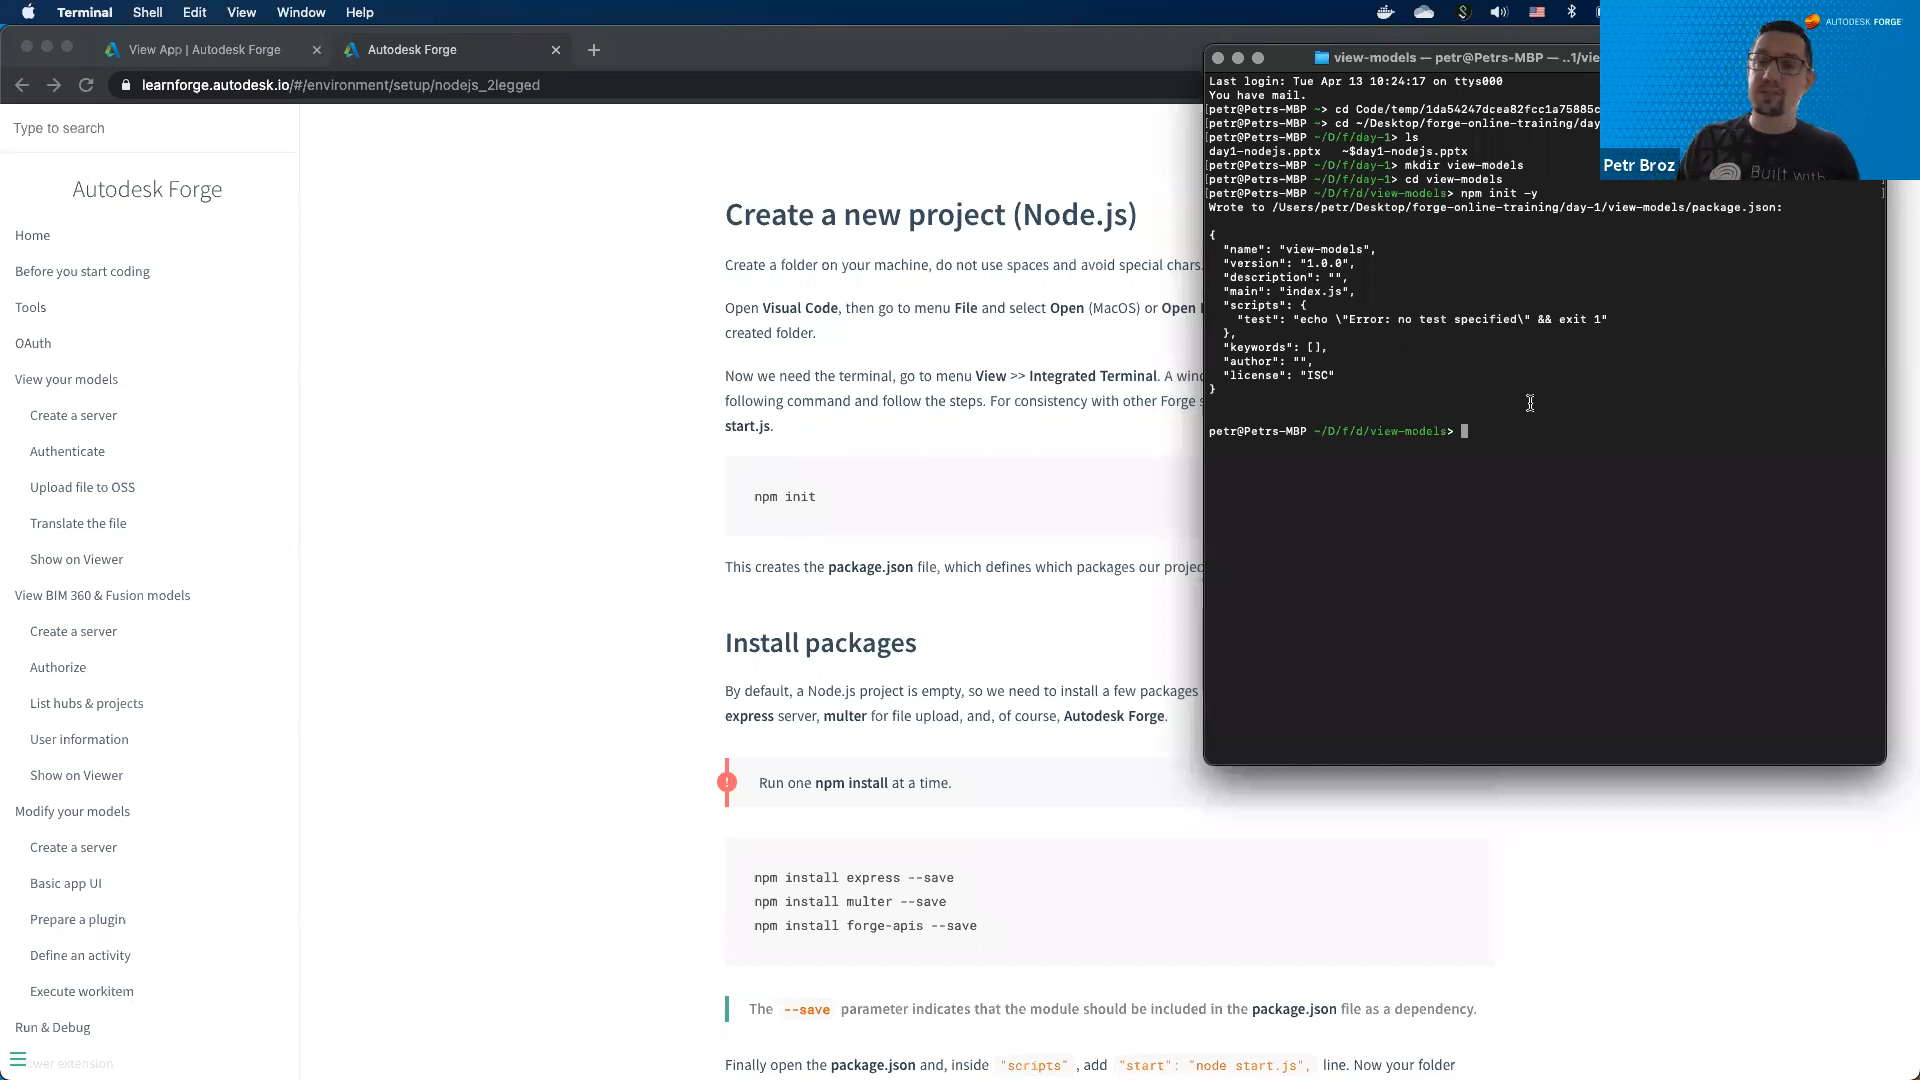 Terminal Shell Edit View Window Help
View App | Autodesk Forge
Autodesk Forge
learnforge.autodesk.io/#/environment/setup/nodejs_2legged
Type to search
Autodesk Forge
Home
Before you start coding
Tools
OAuth
View your models
Create a server
Authenticate
Upload file to OSS
Translate the file
Show on Viewer
View BIM 360 & Fusion models
Create a server
Authorize
List hubs & projects
User information
Show on Viewer
Modify your models
Create a server
Basic app UI
Prepare a plugin
Define an activity
Execute workitem
Run & Debug
extension
Create a new project (Node.js)
Create a folder on your machine, do not use spaces and avoid special chars.
Open Visual Code, then go to menu File and select Open (MacOS) or Open
created folder.
Now we need the terminal, go to menu View >> Integrated Terminal. A
following command and follow the steps. For consistency with other Forge
start.js.
npm init
This creates the package.json file, which defines which packages our
Install packages
By default, a Node.js project is empty, so we need to install a few packages
express server, multer for file upload, and, of course, Autodesk Forge.
! Run one npm install at a time.
npm install express --save
npm install multer --save
npm install forge-apis --save
The --save parameter indicates that the module should be included in the package.json file as a dependency.
Finally open the package.json and, inside "scripts" , add "start": "node start.js", line. Now your folder
view-models — petr@Petrs-MBP — ..1/vie
Last login: Tue Apr 13 10:24:17 on ttys000
You have mail.
[petr@Petrs-MBP ~> cd Code/temp/1da54247dcea82fcc1a75885c
[petr@Petrs-MBP ~> cd ~/Desktop/forge-online-training/day
[petr@Petrs-MBP ~/D/f/day-1> ls
day1-nodejs.pptx ~$day1-nodejs.pptx
[petr@Petrs-MBP ~/D/f/day-1> mkdir view-models
[petr@Petrs-MBP ~/D/f/day-1> cd view-models
[petr@Petrs-MBP ~/D/f/d/view-models> npm init -y ]
Wrote to /Users/petr/Desktop/forge-online-training/day-1/view-models/package.json:
{
"name": "view-models",
"version": "1.0.0",
"description": "",
"main": "index.js",
"scripts": {
"test": "echo \"Error: no test specified\" && exit 1"
},
"keywords": [],
"author": "",
"license": "ISC"
}
petr@Petrs-MBP ~/D/f/d/view-models>
AUTODESK FORGE
Built with
Petr Broz